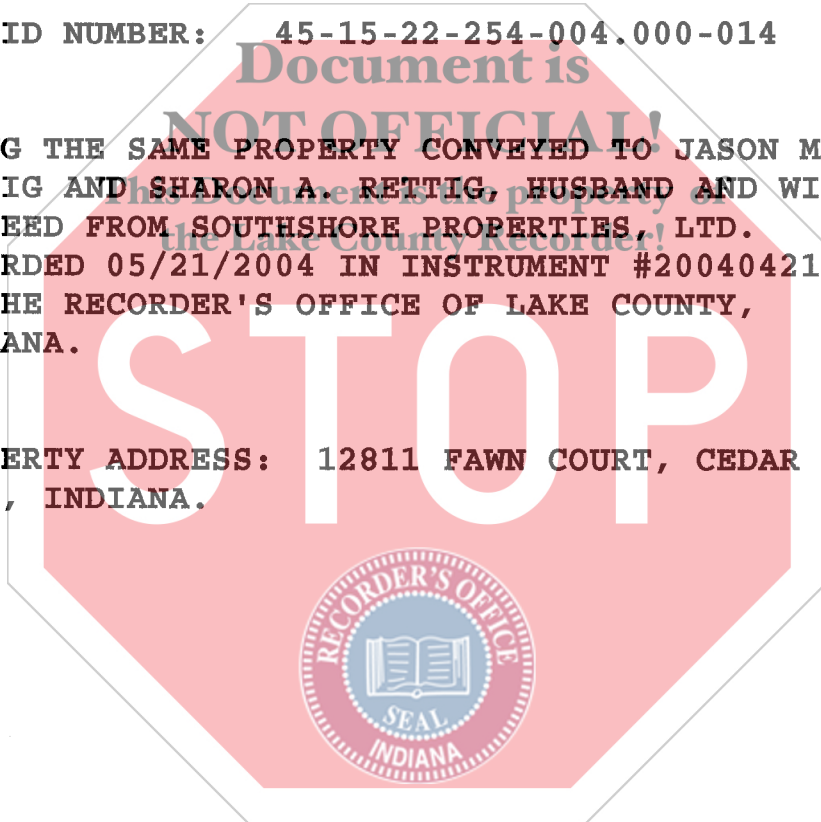 ID NUMBER: 45-15-22-254-004.000-014
Document is
NOT OFFICIAL!
G THE SAME PROPERTY CONVEYED TO JASON M
This Document is the property of
IG AND SHARON A. RETTIG, HUSBAND AND WI
EED FROM SOUTHSHORE PROPERTIES, LTD.
the Lake County Recorder!
RDED 05/21/2004 IN INSTRUMENT #20040421
HE RECORDER'S OFFICE OF LAKE COUNTY,
ANA.
STOP
ERTY ADDRESS: 12811 FAWN COURT, CEDAR
, INDIANA.
RECORDER'S OFFICE
SEAL
INDIANA